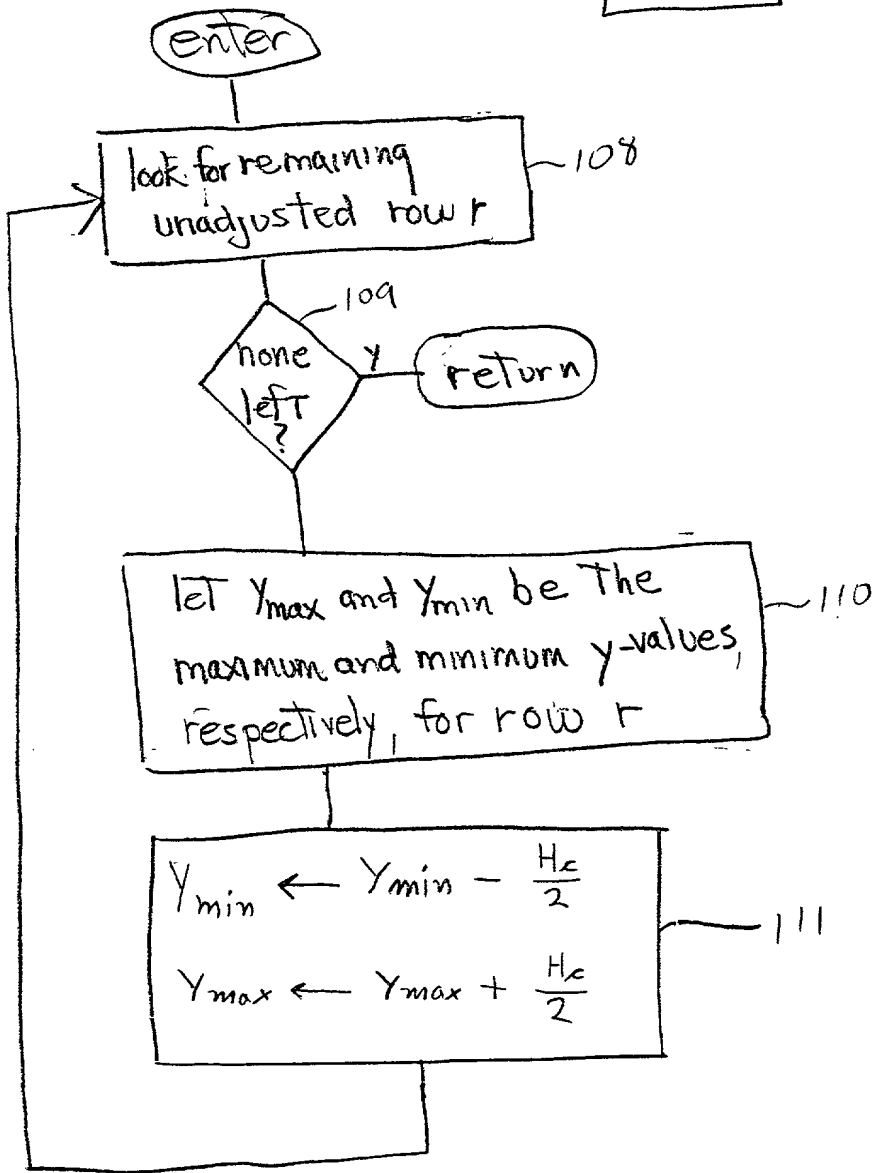 enter
look for remaining
unadjusted row r
108
109
none
left
?
Y
return
let Ymax and Ymin be the
maximum and minimum y-values,
respectively, for row r
110
Ymin ← Ymin - Hc/2
Ymax ← Ymax + Hc/2
111